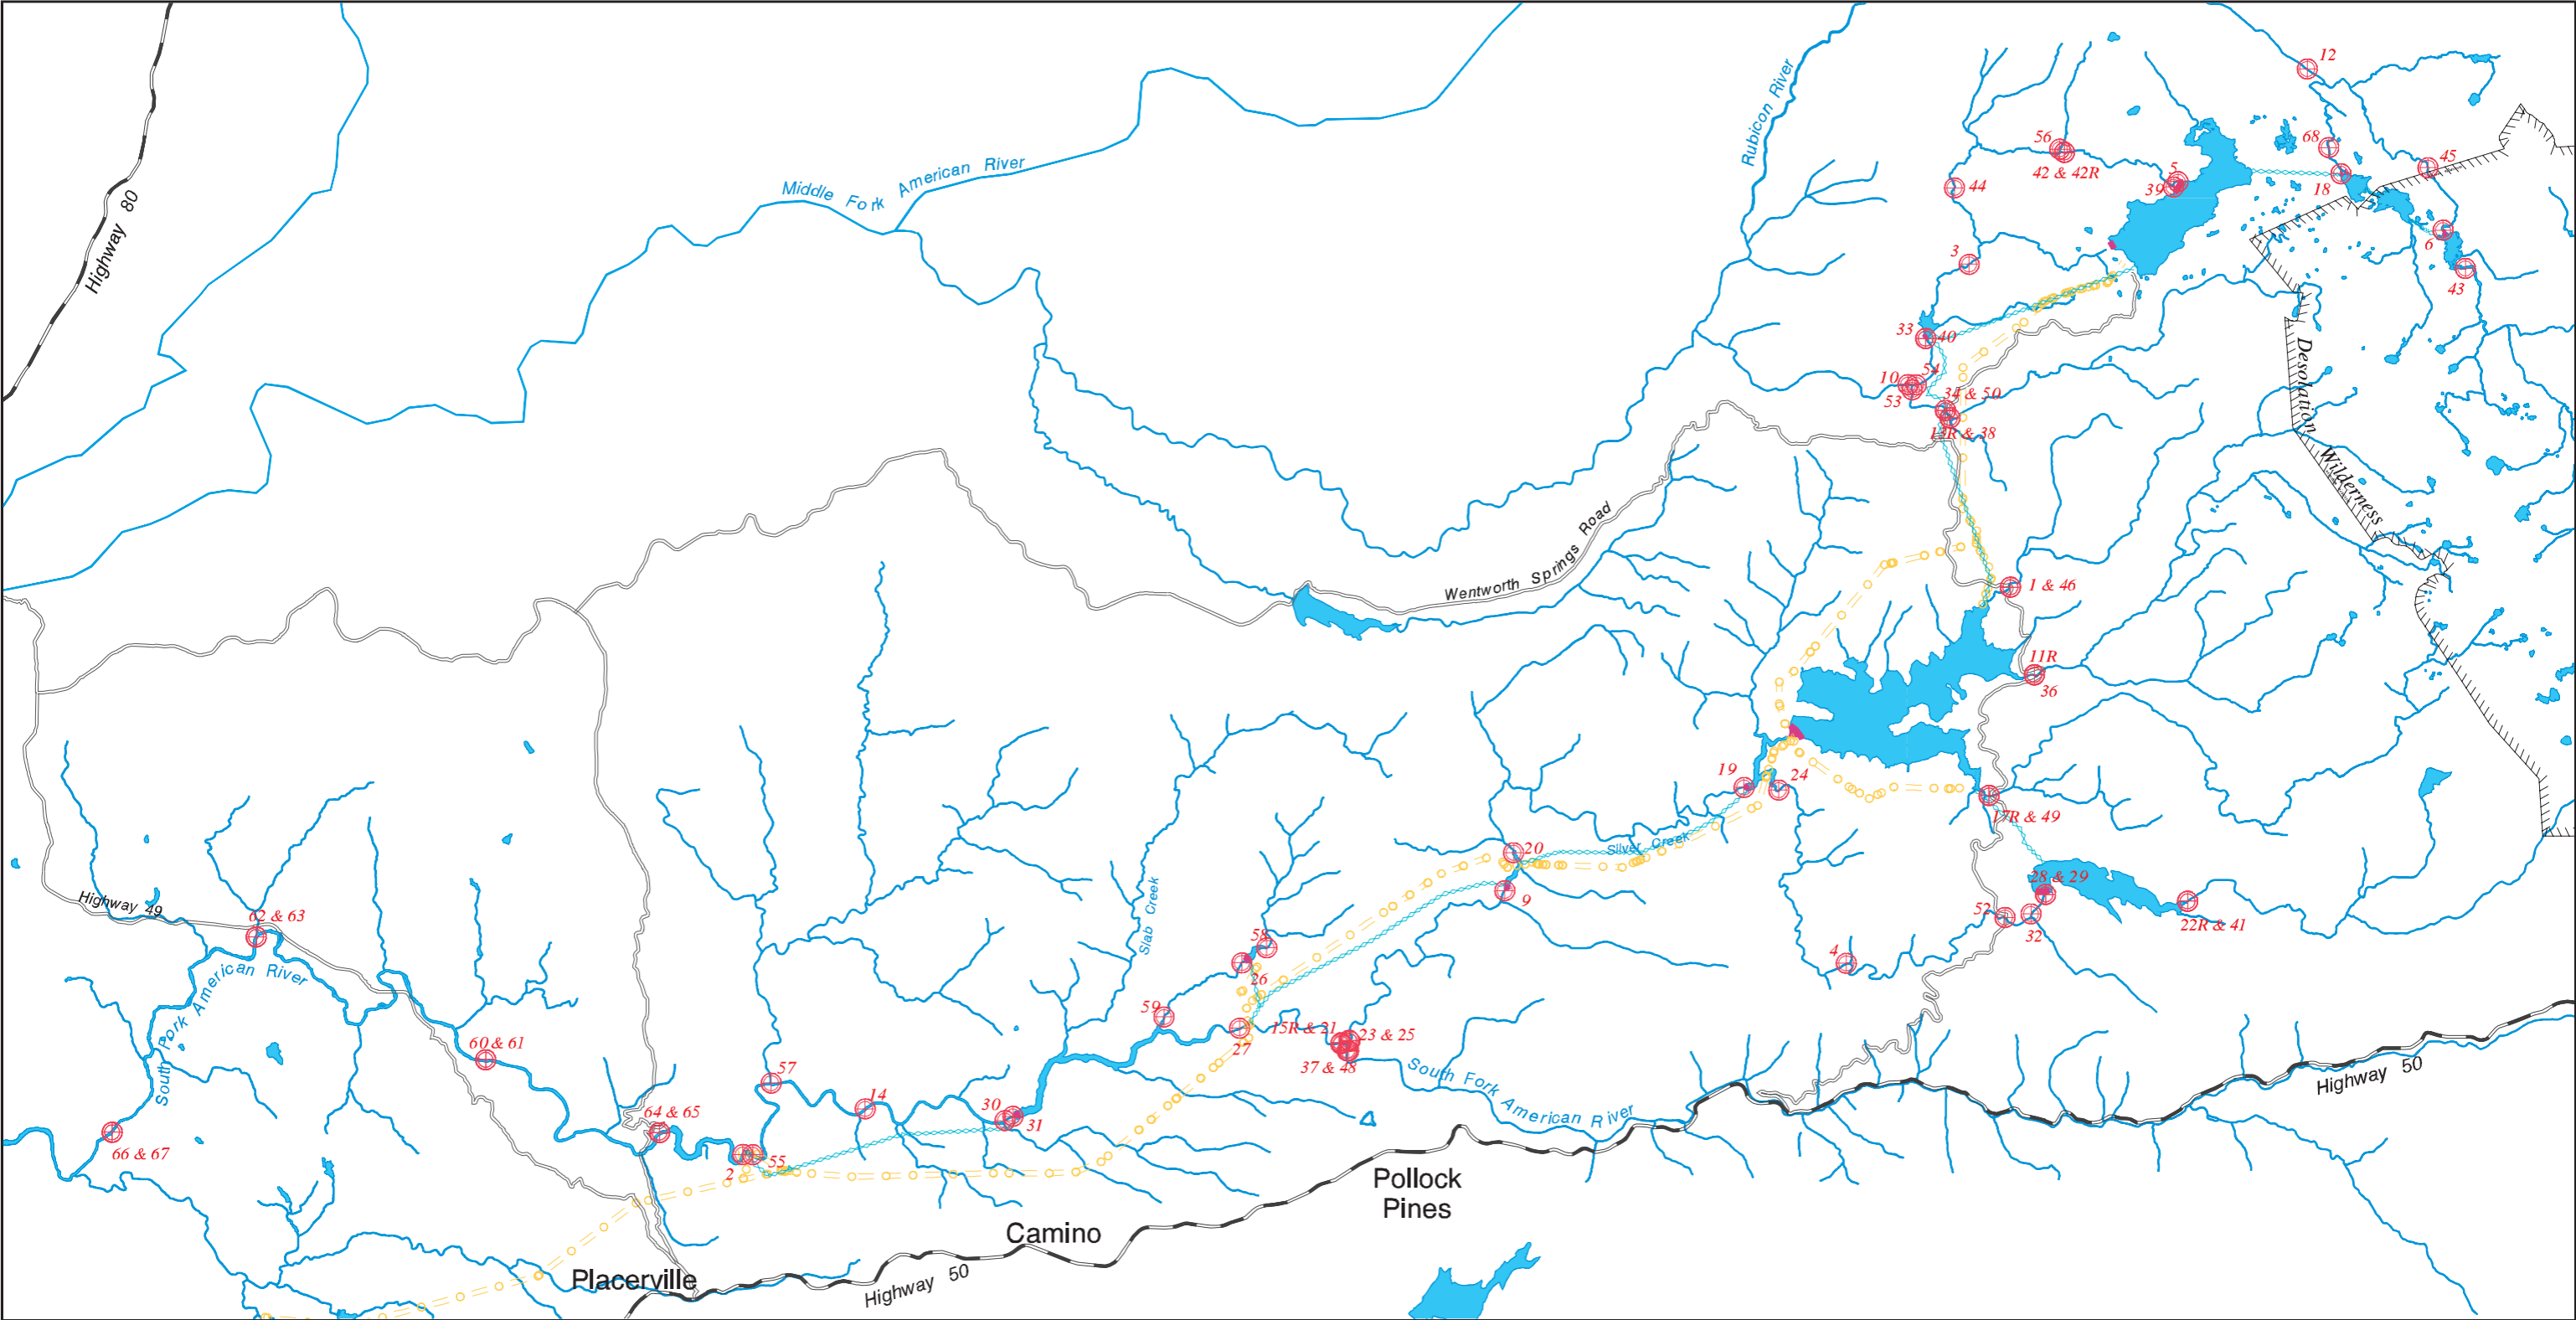 12
Rubicon River
56
68
45
42 & 42R
5
39
18
44
Middle Fork American River
Highway 80
3
6
43
33
40
Desolation
10
54
53
34 & 50
13R & 38
Wilderness
Wentworth Springs Road
1 & 46
11R
36
19
24
17R & 49
20
Silver Creek
28 & 29
9
Highway 49
62 & 63
Slab Creek
52
32
22R & 41
58
26
4
South Fork American River
59
15R & 21
23 & 25
27
37 & 48
60 & 61
57
South Fork American River
Highway 50
14
30
31
64 & 65
66 & 67
2
55
Pollock
Pines
Camino
Placerville
Highway 50